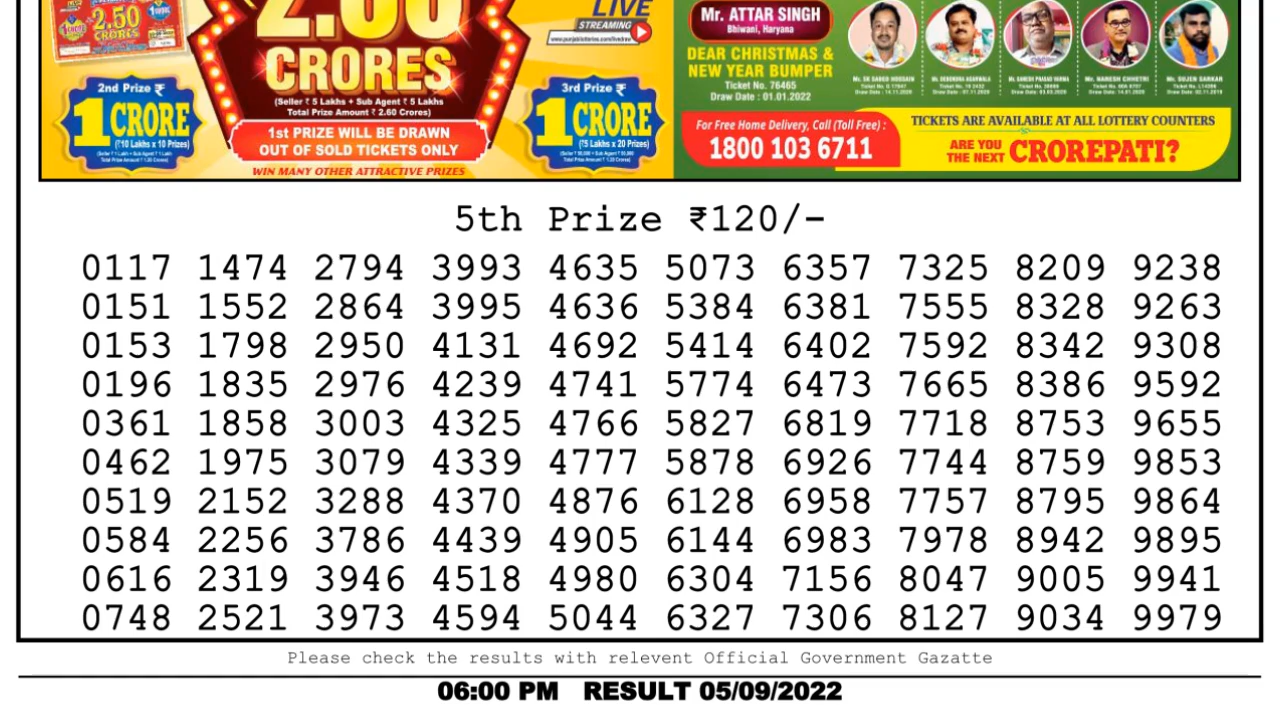 2.50
CRORES
CRORES
(Seller ₹ 5 Lakhs + Sub Agent ₹ 5 Lakhs
Total Prize Amount ₹ 2.60 Crores)
1st PRIZE WILL BE DRAWN
OUT OF SOLD TICKETS ONLY
WIN MANY OTHER ATTRACTIVE PRIZES
2nd Prize ₹
1 CRORE
(₹10 Lakhs x 10 Prizes)
3rd Prize ₹
1 CRORE
(₹5 Lakhs x 20 Prizes)
LIVE
STREAMING
Mr. ATTAR SINGH
Bhiwani, Haryana
DEAR CHRISTMAS &
NEW YEAR BUMPER
Ticket No. 76465
Draw Date : 01.01.2022
For Free Home Delivery, Call (Toll Free) :
1800 103 6711
TICKETS ARE AVAILABLE AT ALL LOTTERY COUNTERS
ARE YOU
THE NEXT CROREPATI?
5th Prize ₹120/-
0117 1474 2794 3993 4635 5073 6357 7325 8209 9238
0151 1552 2864 3995 4636 5384 6381 7555 8328 9263
0153 1798 2950 4131 4692 5414 6402 7592 8342 9308
0196 1835 2976 4239 4741 5774 6473 7665 8386 9592
0361 1858 3003 4325 4766 5827 6819 7718 8753 9655
0462 1975 3079 4339 4777 5878 6926 7744 8759 9853
0519 2152 3288 4370 4876 6128 6958 7757 8795 9864
0584 2256 3786 4439 4905 6144 6983 7978 8942 9895
0616 2319 3946 4518 4980 6304 7156 8047 9005 9941
0748 2521 3973 4594 5044 6327 7306 8127 9034 9979
Please check the results with relevent Official Government Gazatte
06:00 PM RESULT 05/09/2022